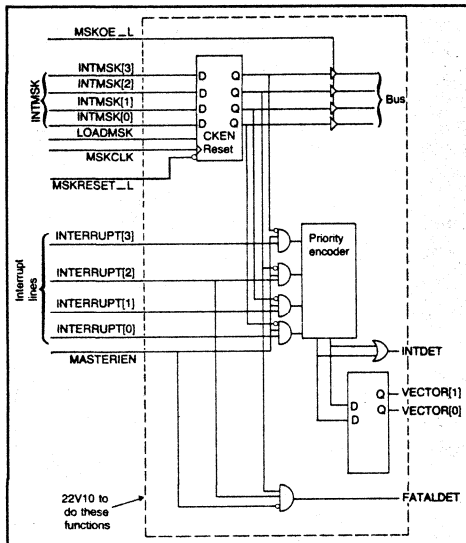 MSKOE_L
INTMSK
INTMSK[3]
INTMSK[2]
INTMSK[1]
INTMSK[0]
LOADMSK
MSKCLK
MSKRESET_L
D Q
D Q
D Q
D Q
CKEN
Reset
Bus
Interrupt
lines
INTERRUPT[3]
INTERRUPT[2]
INTERRUPT[1]
INTERRUPT[0]
MASTERIEN
Priority
encoder
INTDET
D Q
D Q
VECTOR[1]
VECTOR[0]
FATALDET
22V10 to
do these
functions